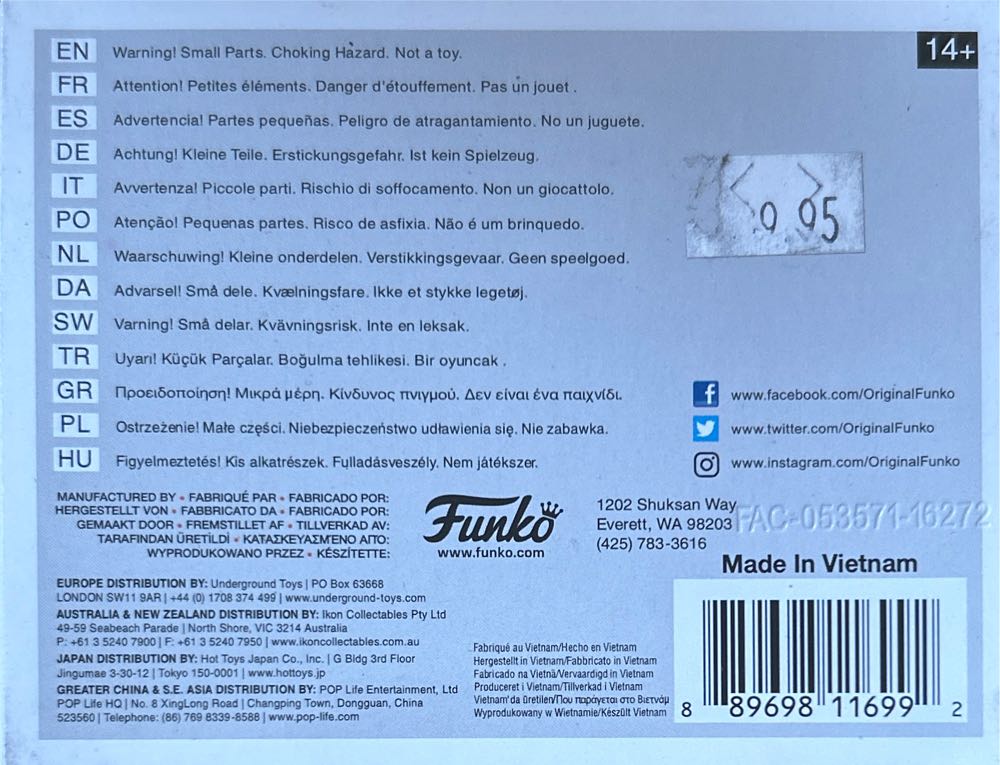 14+
EN Warning! Small Parts. Choking Hazard. Not a toy.
FR Attention! Petites éléments. Danger d'étouffement. Pas un jouet .
ES Advertencia! Partes pequeñas. Peligro de atragantamiento. No un juguete.
DE Achtung! Kleine Teile. Erstickungsgefahr. Ist kein Spielzeug.
IT Avvertenza! Piccole parti. Rischio di soffocamento. Non un giocattolo.
PO Atenção! Pequenas partes. Risco de asfixia. Não é um brinquedo.
NL Waarschuwing! Kleine onderdelen. Verstikkingsgevaar. Geen speelgoed.
DA Advarsel! Små dele. Kvælningsfare. Ikke et stykke legetøj.
SW Varning! Små delar. Kvävningsrisk. Inte en leksak.
TR Uyarı! Küçük Parçalar. Boğulma tehlikesi. Bir oyuncak .
GR Προειδοποίηση! Μικρά μέρη. Κίνδυνος πνιγμού. Δεν είναι ένα παιχνίδι.
PL Ostrzeżenie! Małe części. Niebezpieczeństwo udławienia się. Nie zabawka.
HU Figyelmeztetés! Kis alkatrészek. Fulladásveszély. Nem játékszer.
www.facebook.com/OriginalFunko
www.twitter.com/OriginalFunko
www.instagram.com/OriginalFunko
MANUFACTURED BY • FABRIQUÉ PAR • FABRICADO POR:
HERGESTELLT VON • FABBRICATO DA • FABRICADO POR:
GEMAAKT DOOR • FREMSTILLET AF • TILLVERKAD AV:
TARAFINDAN ÜRETİLDİ • ΚΑΤΑΣΚΕΥΑΣΜΕΝΟ ΑΠΟ:
WYPRODUKOWANO PRZEZ • KÉSZÍTETTE:
Funko
www.funko.com
1202 Shuksan Way
Everett, WA 98203
(425) 783-3616
FAC-053571-16272
Made In Vietnam
EUROPE DISTRIBUTION BY: Underground Toys | PO Box 63668
LONDON SW11 9AR | +44 (0) 1708 374 499 | www.underground-toys.com
AUSTRALIA & NEW ZEALAND DISTRIBUTION BY: Ikon Collectables Pty Ltd
49-59 Seabeach Parade | North Shore, VIC 3214 Australia
P: +61 3 5240 7900 | F: +61 3 5240 7950 | www.ikoncollectables.com.au
JAPAN DISTRIBUTION BY: Hot Toys Japan Co., Inc. | G Bldg 3rd Floor
Jingumae 3-30-12 | Tokyo 150-0001 | www.hottoys.jp
GREATER CHINA & S.E. ASIA DISTRIBUTION BY: POP Life Entertainment, Ltd
POP Life HQ | No. 8 XingLong Road | Changping Town, Dongguan, China
523560 | Telephone: (86) 769 8339-8588 | www.pop-life.com
Fabriqué au Vietnam/Hecho en Vietnam
Hergestellt in Vietnam/Fabbricato in Vietnam
Fabricado na Vietnã/Vervaardigd in Vietnam
Produceret i Vietnam/Tillverkad i Vietnam
Vietnam'da üretilen/Που παράγεται στο Βιετνάμ
Wyprodukowany w Wietnamie/Készült Vietnam
8 89698 11699 2